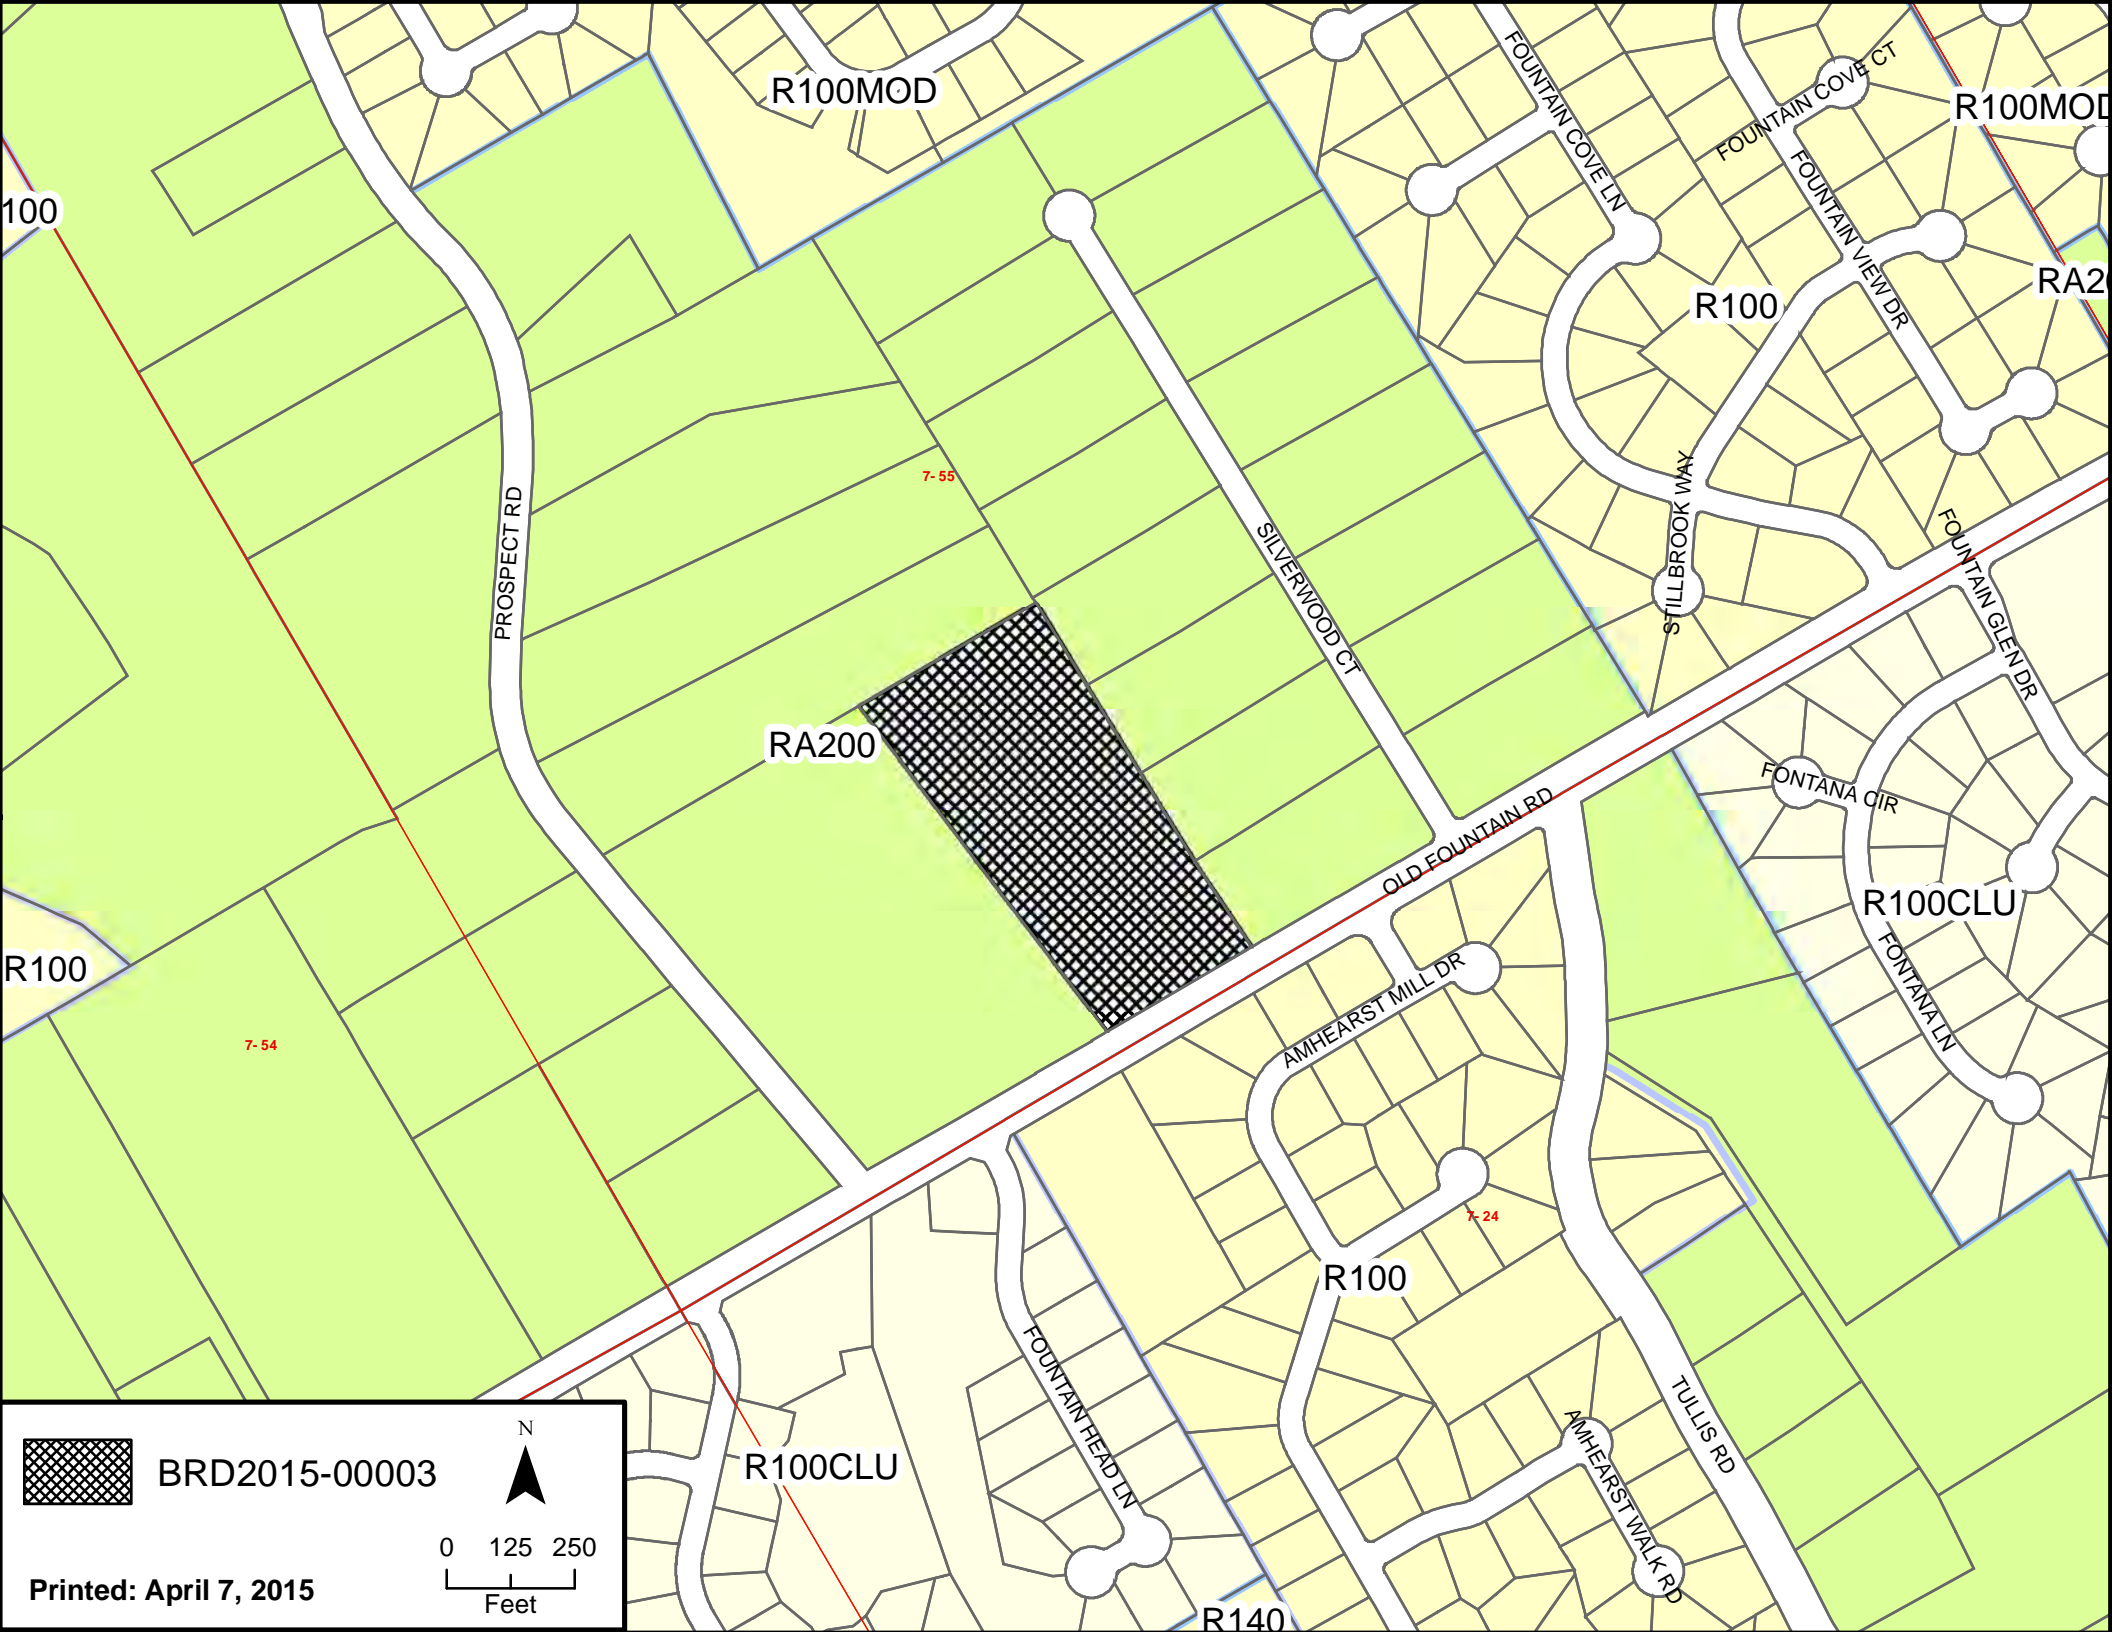 R100MOD
FOUNTAIN COVE LN
FOUNTAIN COVE CT
R100MOD
100
FOUNTAIN VIEW DR
RA20
R100
7- 55
PROSPECT RD
SILVERWOOD CT
STILLBROOK WAY
FOUNTAIN GLEN DR
RA200
FONTANA CIR
OLD FOUNTAIN RD
R100CLU
R100
AMHEARST MILL DR
FONTANA LN
7- 54
7- 24
R100
FOUNTAIN HEAD LN
TULLIS RD
AMHEARST WALK RD
R100CLU
R140
BRD2015-00003
N
0 125 250
Feet
Printed: April 7, 2015